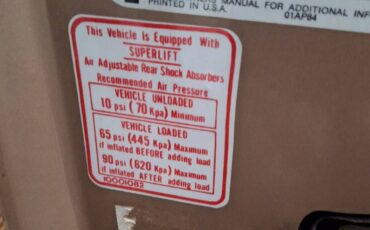 MANUAL FOR ADDITIONAL INF
PRINTED IN U.S.A.
01AP84
This Vehicle is Equipped With
SUPERLIFT
An Adjustable Rear Shock Absorbers
Recommended Air Pressure
VEHICLE UNLOADED
10 psi (70 Kpa) Minimum
VEHICLE LOADED
65 psi (445 Kpa) Maximum
if inflated BEFORE adding load
90 psi (620 Kpa) Maximum
if inflated AFTER adding load
10001062